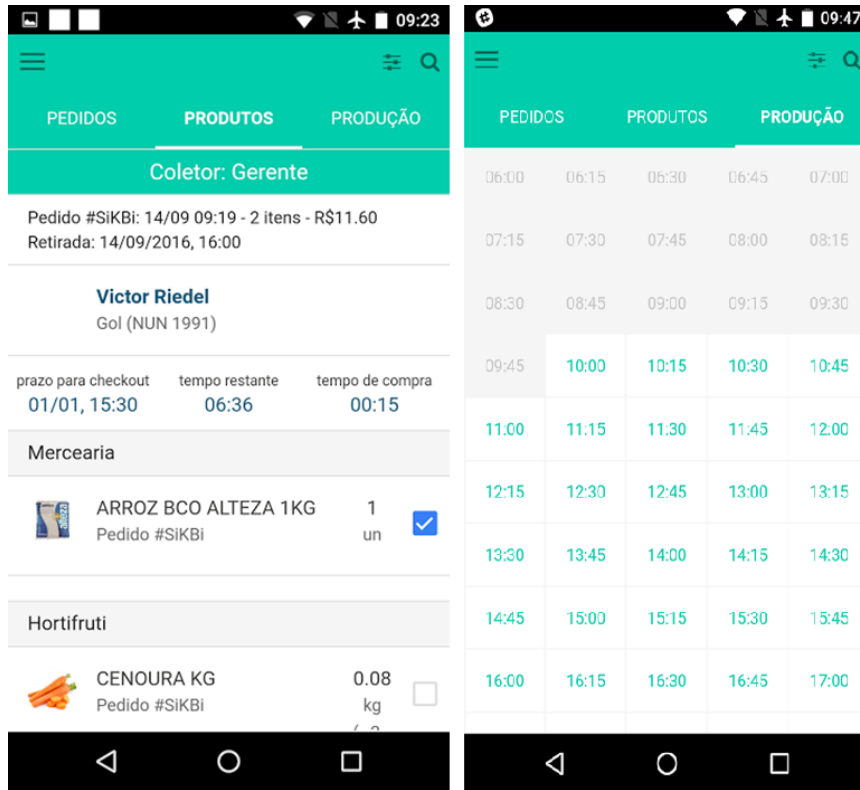 09:23
PEDIDOS PRODUTOS PRODUÇÃO
Coletor: Gerente
Pedido #SiKBi: 14/09 09:19 - 2 itens - R$11.60
Retirada: 14/09/2016, 16:00
Victor Riedel
Gol (NUN 1991)
prazo para checkout tempo restante tempo de compra
01/01, 15:30 06:36 00:15
Mercearia
ARROZ BCO ALTEZA 1KG 1
Pedido #SiKBi un
Hortifruti
CENOURA KG 0.08
Pedido #SiKBi kg
09:47
PEDIDOS PRODUTOS PRODUÇÃO
06:00 06:15 06:30 06:45 07:00
07:15 07:30 07:45 08:00 08:15
08:30 08:45 09:00 09:15 09:30
09:45 10:00 10:15 10:30 10:45
11:00 11:15 11:30 11:45 12:00
12:15 12:30 12:45 13:00 13:15
13:30 13:45 14:00 14:15 14:30
14:45 15:00 15:15 15:30 15:45
16:00 16:15 16:30 16:45 17:00